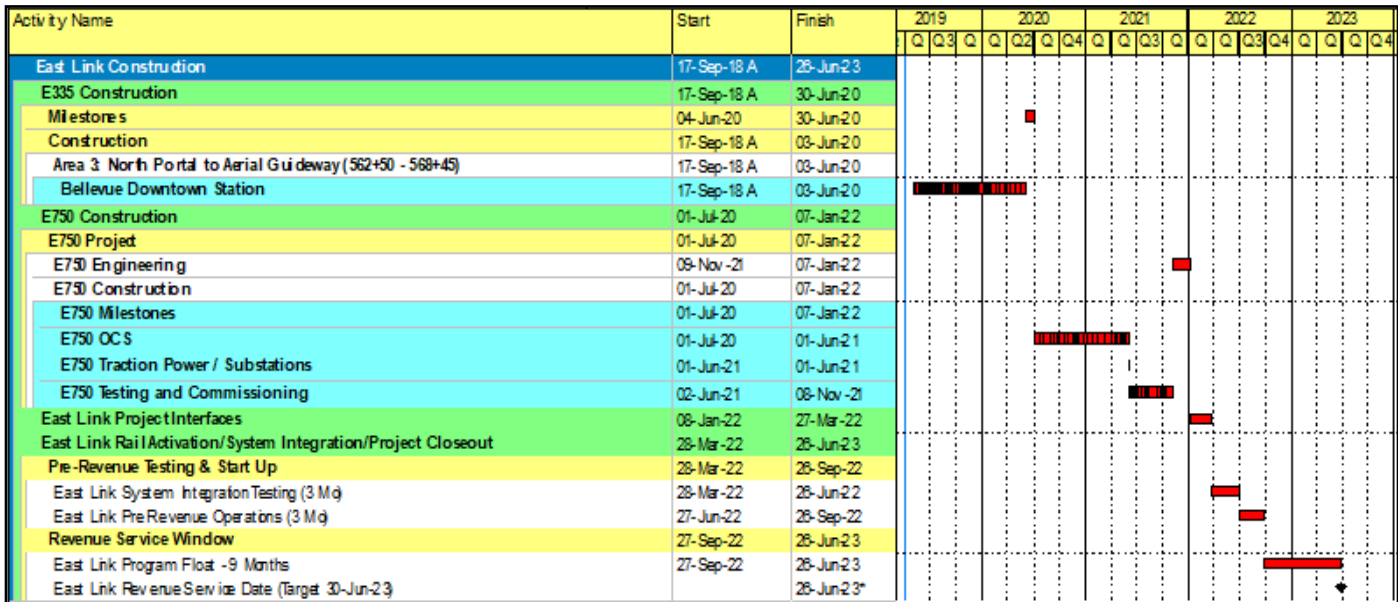 Activity Name Start Finish 2019 2020 2021 2022 2023
Q Q3 Q Q Q2 Q Q4 Q Q Q3 Q Q Q Q3 Q4 Q Q Q Q4
East Link Construction 17-Sep-18 A 26-Jun-23
E335 Construction 17-Sep-18 A 30-Jun-20
Milestones 04-Jun-20 30-Jun-20
Construction 17-Sep-18 A 03-Jun-20
Area 3: North Portal to Aerial Guideway (562+50 - 568+45) 17-Sep-18 A 03-Jun-20
Bellevue Downtown Station 17-Sep-18 A 03-Jun-20
E750 Construction 01-Jul-20 07-Jan-22
E750 Project 01-Jul-20 07-Jan-22
E750 Engineering 09-Nov-21 07-Jan-22
E750 Construction 01-Jul-20 07-Jan-22
E750 Milestones 01-Jul-20 07-Jan-22
E750 OCS 01-Jul-20 01-Jun-21
E750 Traction Power / Substations 01-Jun-21 01-Jun-21
E750 Testing and Commissioning 02-Jun-21 08-Nov-21
East Link Project Interfaces 08-Jan-22 27-Mar-22
East Link Rail Activation/System Integration/Project Closeout 28-Mar-22 26-Jun-23
Pre-Revenue Testing & Start Up 28-Mar-22 26-Sep-22
East Link System Integration Testing (3 Mo) 28-Mar-22 26-Jun-22
East Link Pre Revenue Operations (3 Mo) 27-Jun-22 26-Sep-22
Revenue Service Window 27-Sep-22 26-Jun-23
East Link Program Float - 9 Months 27-Sep-22 26-Jun-23
East Link Revenue Service Date (Target 30-Jun-23) 26-Jun-23*